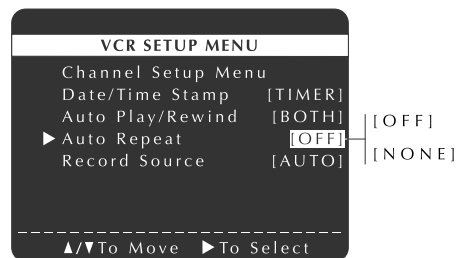 VCR SETUP MENU
Channel Setup Menu
Date/Time Stamp [TIMER]
Auto Play/Rewind [BOTH]
▶ Auto Repeat [OFF]
Record Source [AUTO]
[OFF]
[NONE]
▲/▼To Move ▶To Select